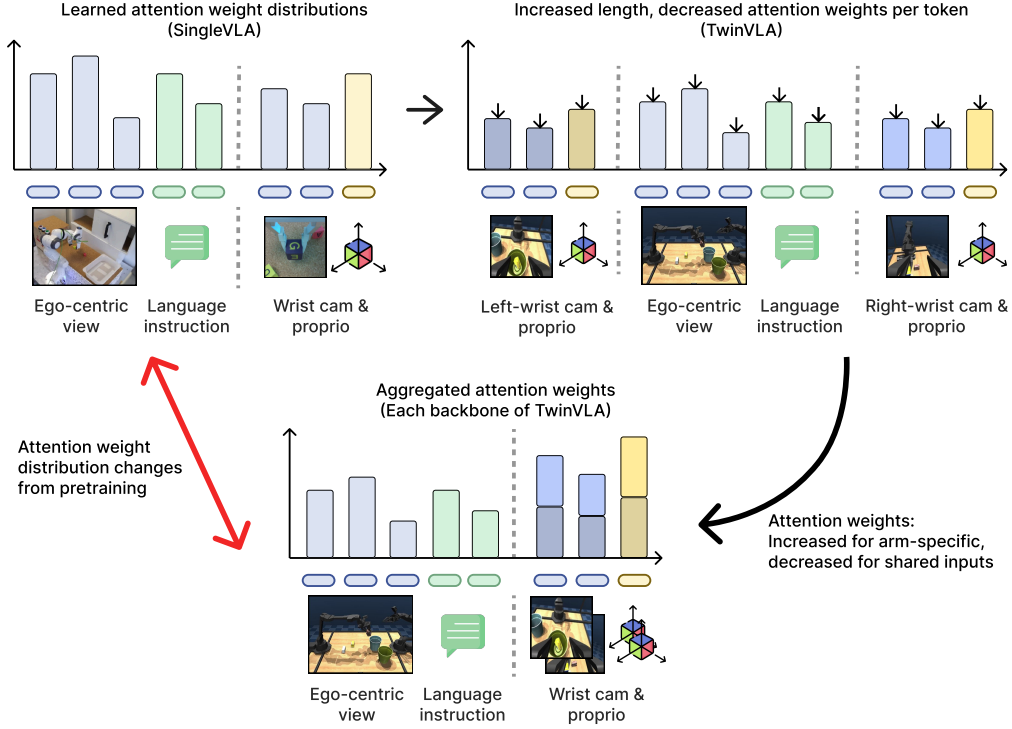 Learned attention weight distributions
(SingleVLA)
Increased length, decreased attention weights per token
(TwinVLA)
Ego-centric
view
Language
instruction
Wrist cam &
proprio
Left-wrist cam &
proprio
Ego-centric
view
Language
instruction
Right-wrist cam &
proprio
Aggregated attention weights
(Each backbone of TwinVLA)
Attention weight
distribution changes
from pretraining
Attention weights:
Increased for arm-specific,
decreased for shared inputs
Ego-centric
view
Language
instruction
Wrist cam &
proprio